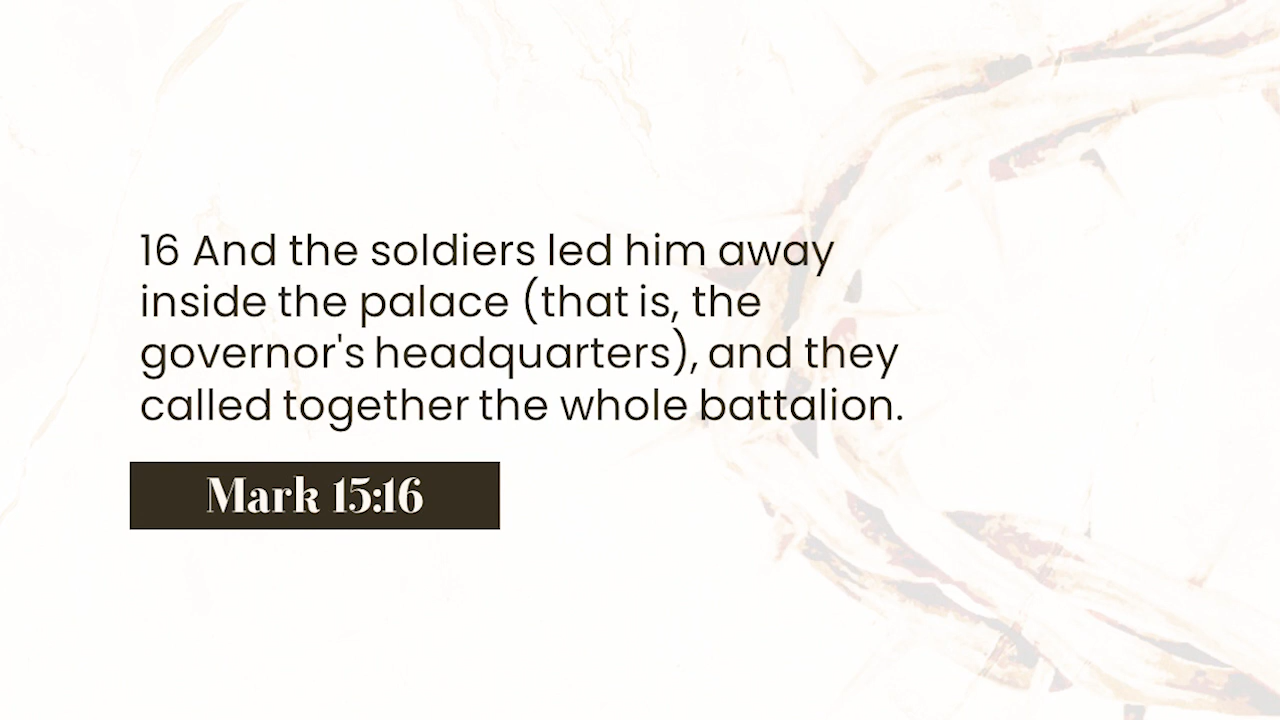 16 And the soldiers led him away
inside the palace (that is, the
governor's headquarters), and they
called together the whole battalion.
Mark 15:16